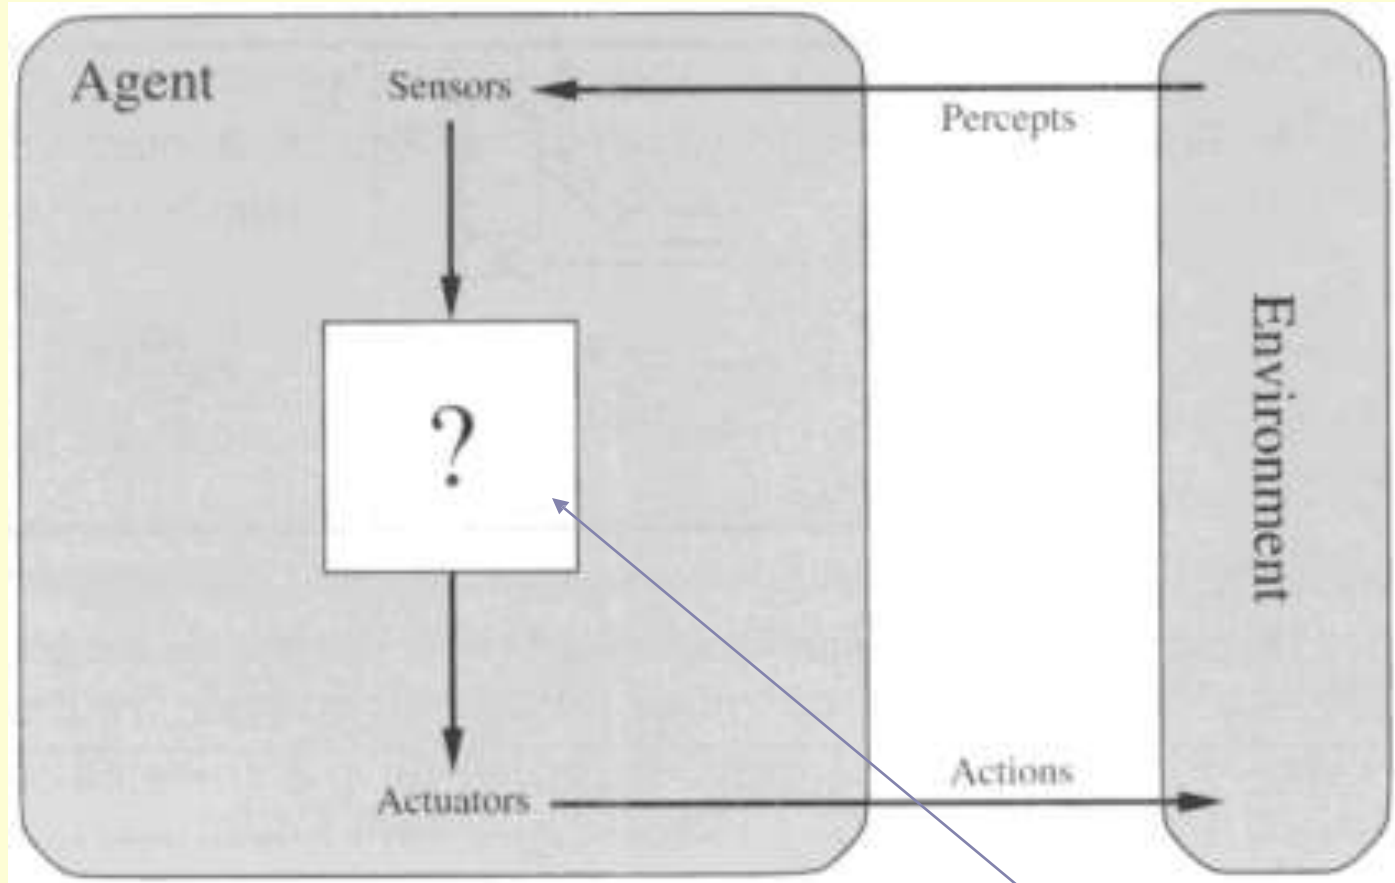 Agent
Sensors
Percepts
?
Environment
Actions
Actuators